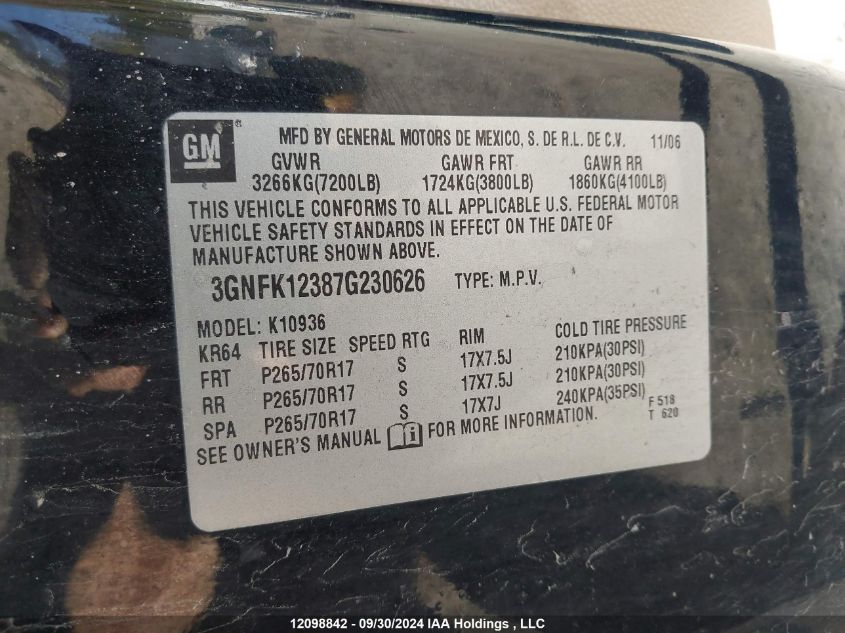 GM ® MFD BY GENERAL MOTORS DE MEXICO, S. DE R.L. DE C.V. 11/06
GVWR GAWR FRT GAWR RR
3266KG(7200LB) 1724KG(3800LB) 1860KG(4100LB)
THIS VEHICLE CONFORMS TO ALL APPLICABLE U.S. FEDERAL MOTOR
VEHICLE SAFETY STANDARDS IN EFFECT ON THE DATE OF
MANUFACTURE SHOWN ABOVE.
3GNFK12387G230626 TYPE: M.P.V.
MODEL: K10936
KR64 TIRE SIZE SPEED RTG RIM COLD TIRE PRESSURE
FRT P265/70R17 S 17X7.5J 210KPA(30PSI)
RR P265/70R17 S 17X7.5J 210KPA(30PSI)
SPA P265/70R17 S 17X7J 240KPA(35PSI) F 518
SEE OWNER'S MANUAL FOR MORE INFORMATION. T 620
12098842 - 09/30/2024 IAA Holdings , LLC